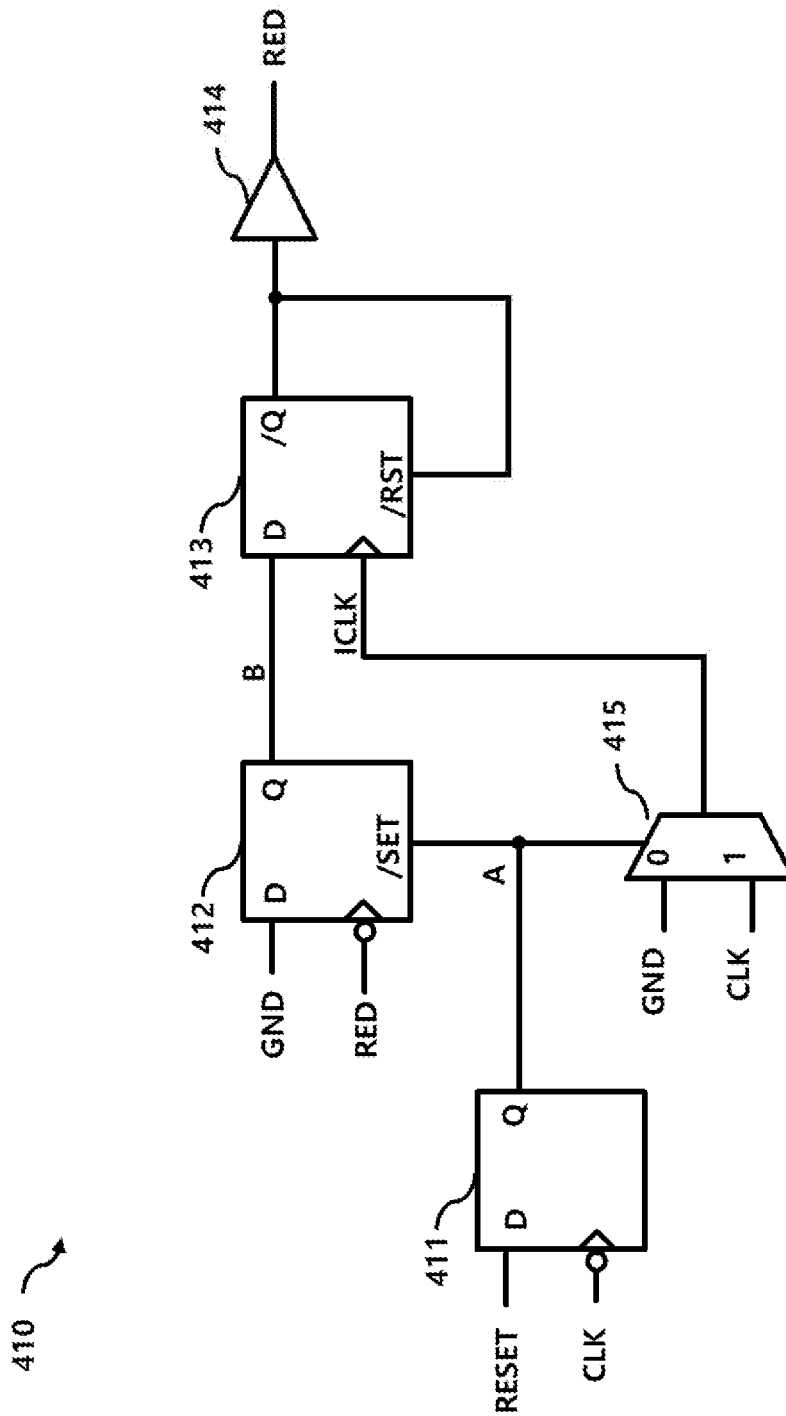 410
RESET
CLK
411
D
Q
A
GND
RED
412
D
Q
/SET
B
GND
CLK
0
1
415
ICLK
413
D
/Q
/RST
414
RED